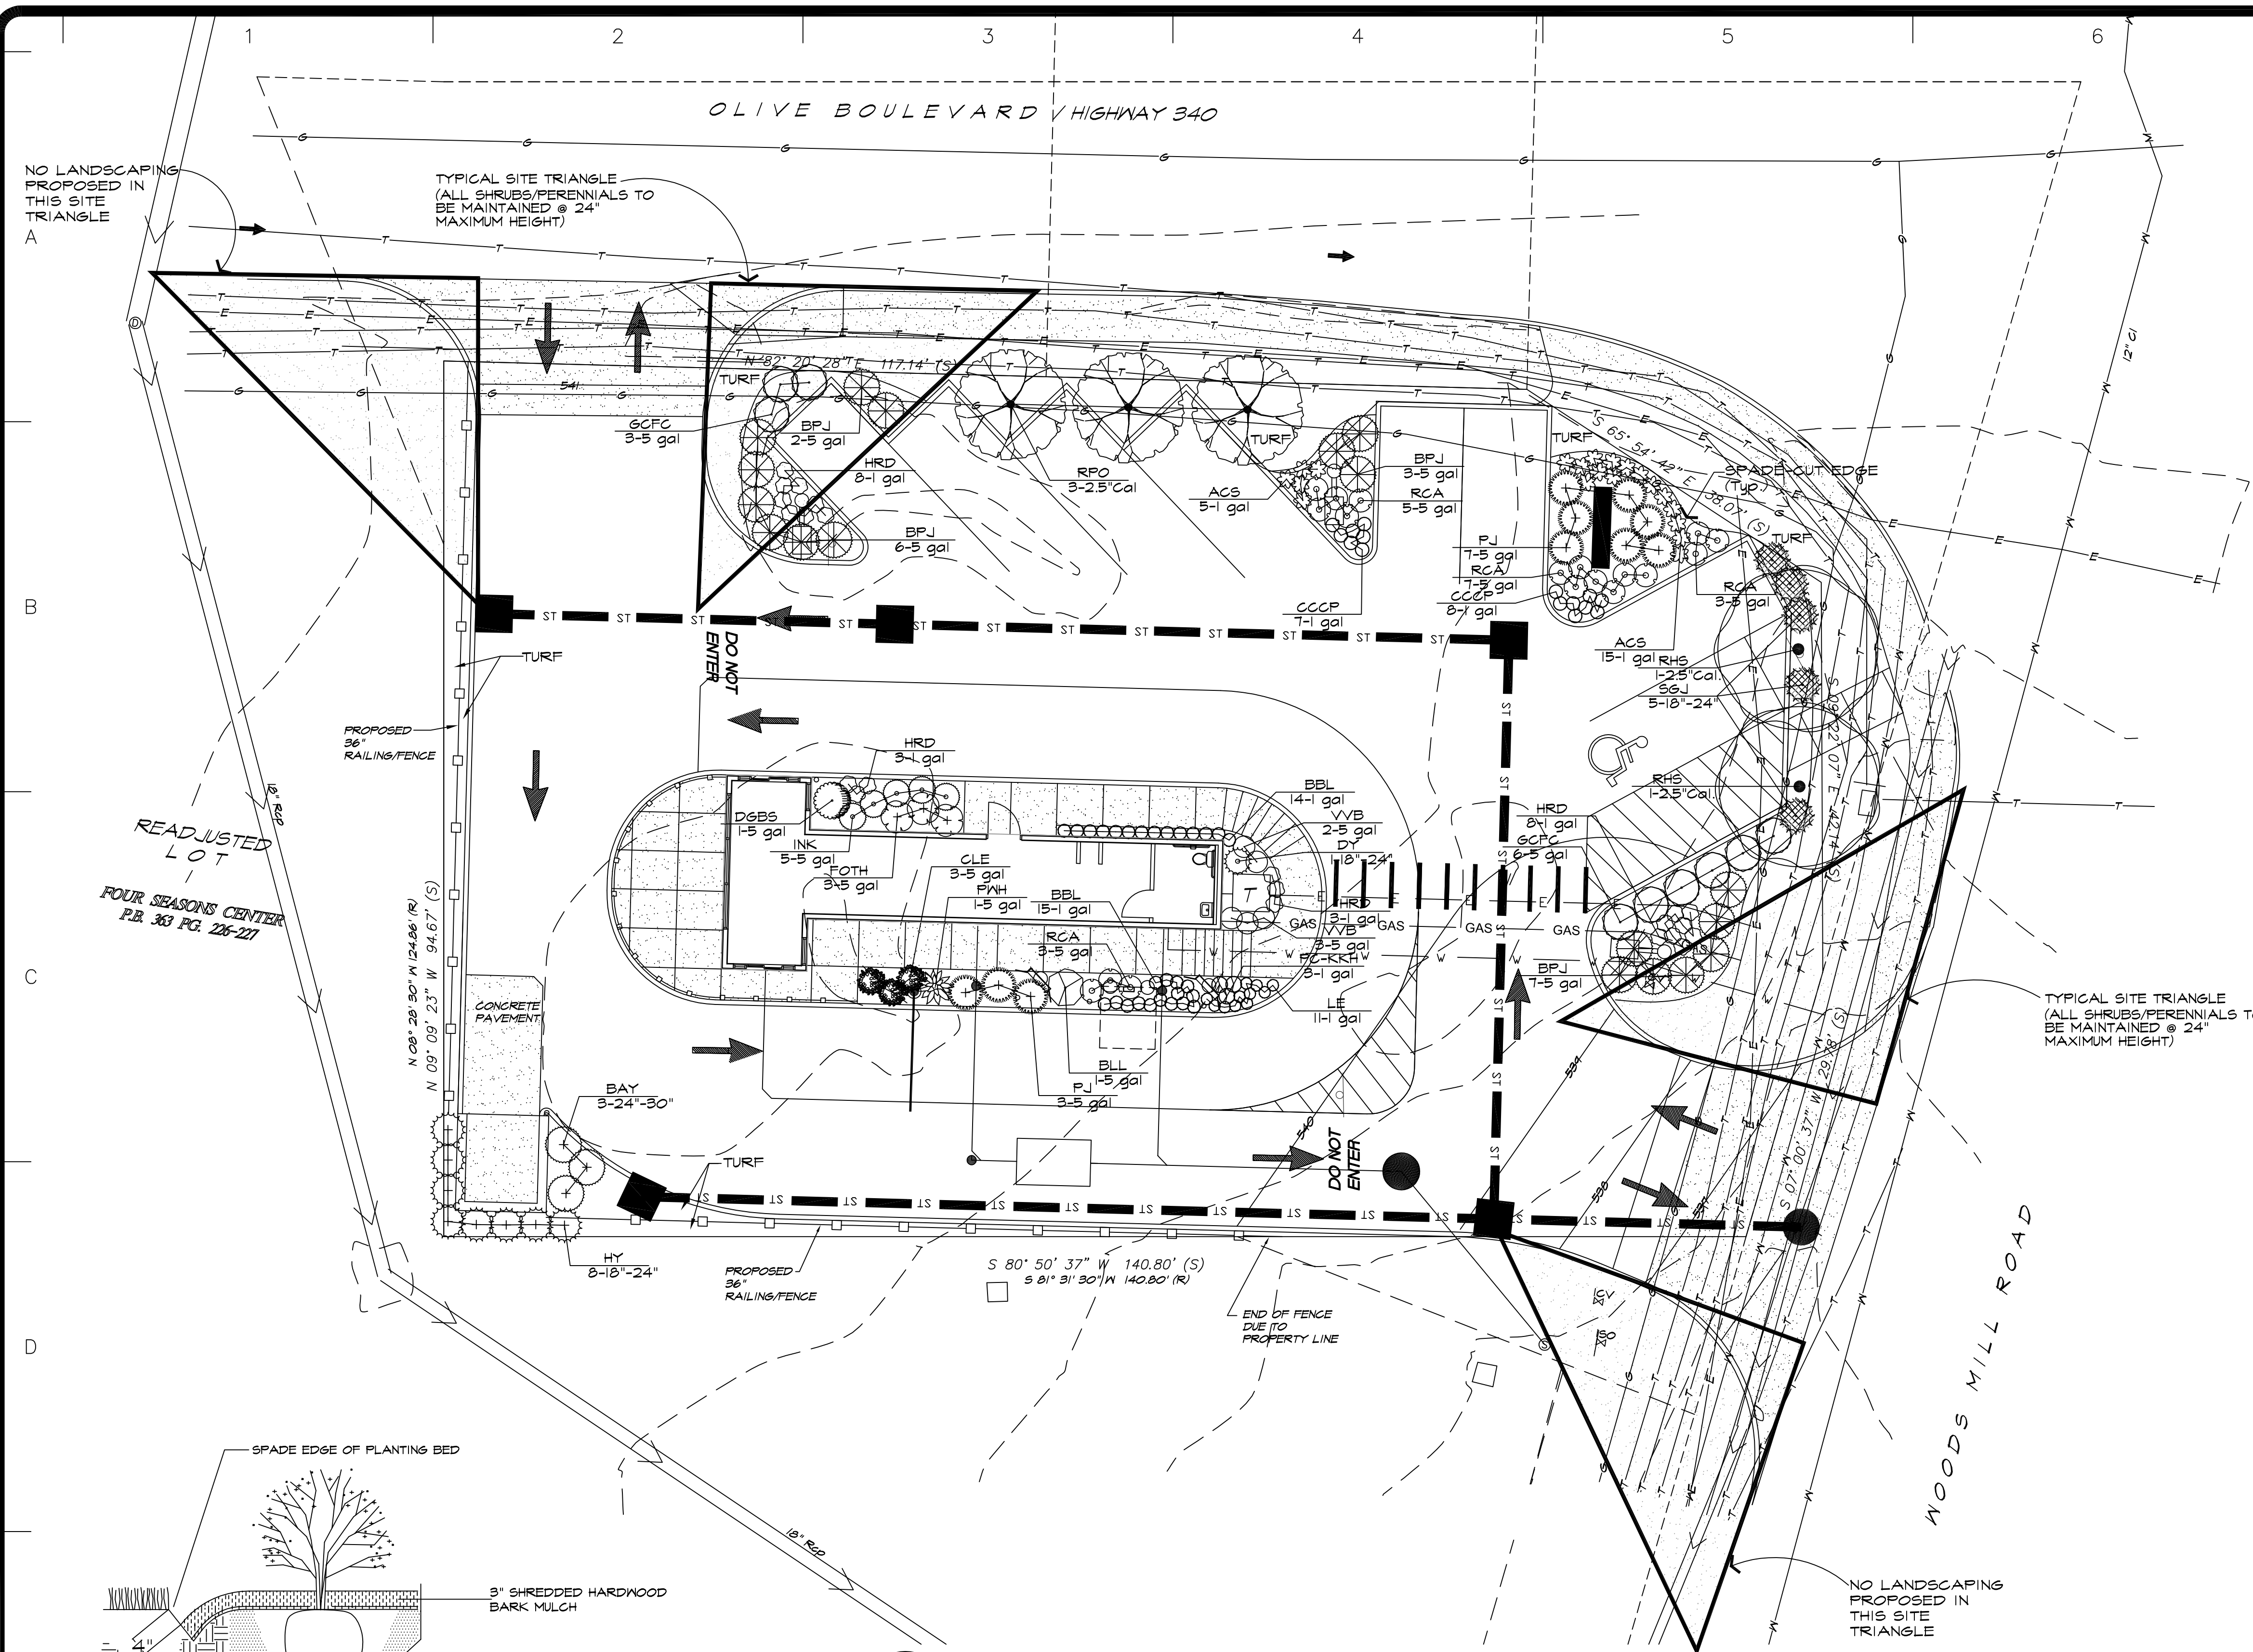 1 2 3 4 5 6
OLIVE BOULEVARD / HIGHWAY 340
NO LANDSCAPING
PROPOSED IN
THIS SITE
TRIANGLE
TYPICAL SITE TRIANGLE
(ALL SHRUBS/PERENNIALS TO
BE MAINTAINED @ 24"
MAXIMUM HEIGHT)
A
12" CI
N 82° 20' 28" E 117.14' (S)
TURF
541
GCFC
3-5 gal
BPJ
2-5 gal
HRD
8-1 gal
BPJ
6-5 gal
RPO
3-2.5"Cal
TURF
ACS
5-1 gal
BPJ
3-5 gal
RCA
5-5 gal
CCCP
7-1 gal
TURF
S 65° 54' 42" E 38.07' (S)
SPADE-CUT EDGE
(Typ.)
TURF
PJ
7-5 gal
RCA
7-5 gal
CCCP
8-1 gal
RCA
3-5 gal
ACS
15-1 gal
RHS
1-2.5"Cal.
SGJ
5-18"-24"
B
DO NOT
ENTER
TURF
PROPOSED
36"
RAILING/FENCE
18" RCP
READJUSTED
LOT
FOUR SEASONS CENTER
P.B. 363 PG. 226-227
N 08° 28' 30" W 124.86' (R)
N 09° 09' 23" W 94.67' (S)
HRD
3-1 gal
DGBS
1-5 gal
INK
5-5 gal
FOTH
3-5 gal
CLE
3-5 gal
PWH
1-5 gal
BBL
15-1 gal
RCA
3-5 gal
BBL
14-1 gal
VVB
2-5 gal
DY
1-18"-24"
T
HRD
3-1 gal
VVB
3-5 gal
FC-KKH
3-1 gal
LE
11-1 gal
BLL
1-5 gal
PJ
3-5 gal
GAS GAS GAS GAS
RHS
1-2.5"Cal.
HRD
8-1 gal
GCFC
6-5 gal
BPJ
7-5 gal
C
CONCRETE
PAVEMENT
TYPICAL SITE TRIANGLE
(ALL SHRUBS/PERENNIALS TO
BE MAINTAINED @ 24"
MAXIMUM HEIGHT)
S 07° 00' 37" W 29.78' (S)
BAY
3-24"-30"
TURF
540
539
DO NOT
ENTER
HY
8-18"-24"
PROPOSED
36"
RAILING/FENCE
S 80° 50' 37" W 140.80' (S)
S 81° 31' 30" W 140.80' (R)
END OF FENCE
DUE TO
PROPERTY LINE
ICV
ISO
D
WOODS MILL ROAD
18" RCP
SPADE EDGE OF PLANTING BED
3" SHREDDED HARDWOOD
BARK MULCH
4"
NO LANDSCAPING
PROPOSED IN
THIS SITE
TRIANGLE